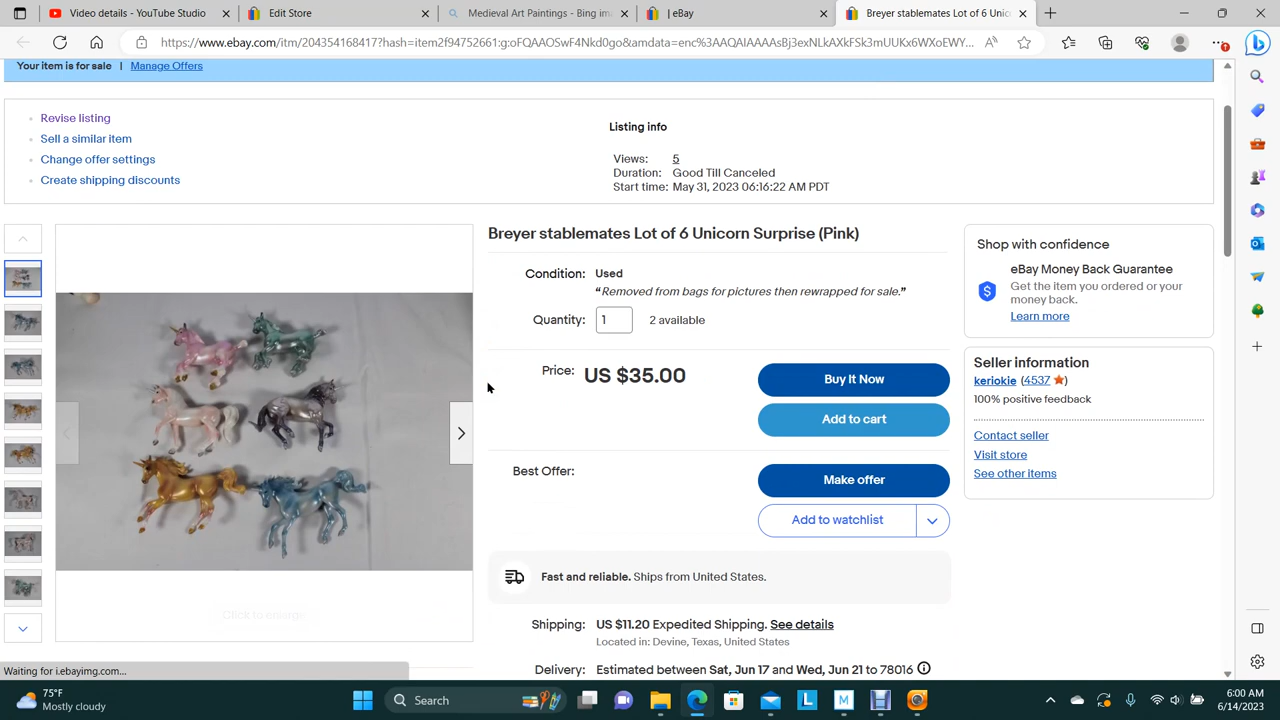 Video details - YouTube Studio
Edit Store
Medieval Art Paintings - Bing im
| eBay
Breyer stablemates Lot of 6 Unic
https://www.ebay.com/itm/204354168417?hash=item2f94752661:g:oFQAAOSwF4Nkd0go&amdata=enc%3AAQAIAAAAsBj3exNLkAXkFSk3mUUKx6WXoEWY...
Your item is for sale | Manage Offers
Revise listing
Sell a similar item
Change offer settings
Create shipping discounts
Listing info
Views: 5
Duration: Good Till Canceled
Start time: May 31, 2023 06:16:22 AM PDT
Breyer stablemates Lot of 6 Unicorn Surprise (Pink)
Condition: Used
“Removed from bags for pictures then rewrapped for sale.”
Quantity: 1 2 available
Price: US $35.00
Buy It Now
Add to cart
Best Offer:
Make offer
Add to watchlist
Fast and reliable. Ships from United States.
Shipping: US $11.20 Expedited Shipping. See details
Located in: Devine, Texas, United States
Delivery: Estimated between Sat, Jun 17 and Wed, Jun 21 to 78016
Shop with confidence
eBay Money Back Guarantee
Get the item you ordered or your
money back.
Learn more
Seller information
keriokie (4537)
100% positive feedback
Contact seller
Visit store
See other items
Click to enlarge
Waiting for i.ebayimg.com...
75°F
Mostly cloudy
Search
6:00 AM
6/14/2023